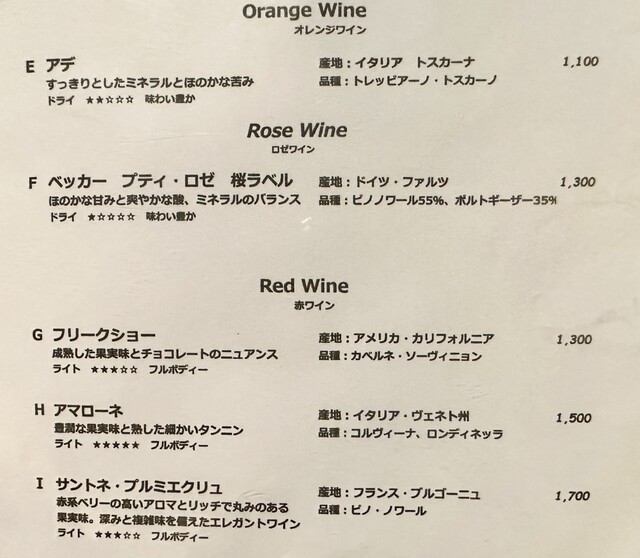 Orange Wine
オレンジワイン
E アデ 産地：イタリア トスカーナ 1,100
すっきりとしたミネラルとほのかな苦み 品種：トレッビアーノ・トスカーノ
ドライ ★★☆☆☆ 味わい豊か
Rose Wine
ロゼワイン
F ベッカー プティ・ロゼ 桜ラベル 産地：ドイツ・ファルツ 1,300
ほのかな甘みと爽やかな酸、ミネラルのバランス 品種：ピノノワール55%、ポルトギーザー35%
ドライ ★☆☆☆☆ 味わい豊か
Red Wine
赤ワイン
G フリークショー 産地：アメリカ・カリフォルニア 1,300
成熟した果実味とチョコレートのニュアンス 品種：カベルネ・ソーヴィニョン
ライト ★★★☆☆ フルボディー
H アマローネ 産地：イタリア・ヴェネト州 1,500
豊潤な果実味と熟した細かいタンニン 品種：コルヴィーナ、ロンディネッラ
ライト ★★★★★ フルボディー
I サントネ・プルミエクリュ 産地：フランス・ブルゴーニュ 1,700
赤系ベリーの高いアロマとリッチで丸みのある 品種：ピノ・ノワール
果実味。深みと複雑味を備えたエレガントワイン
ライト ★★★☆☆ フルボディー